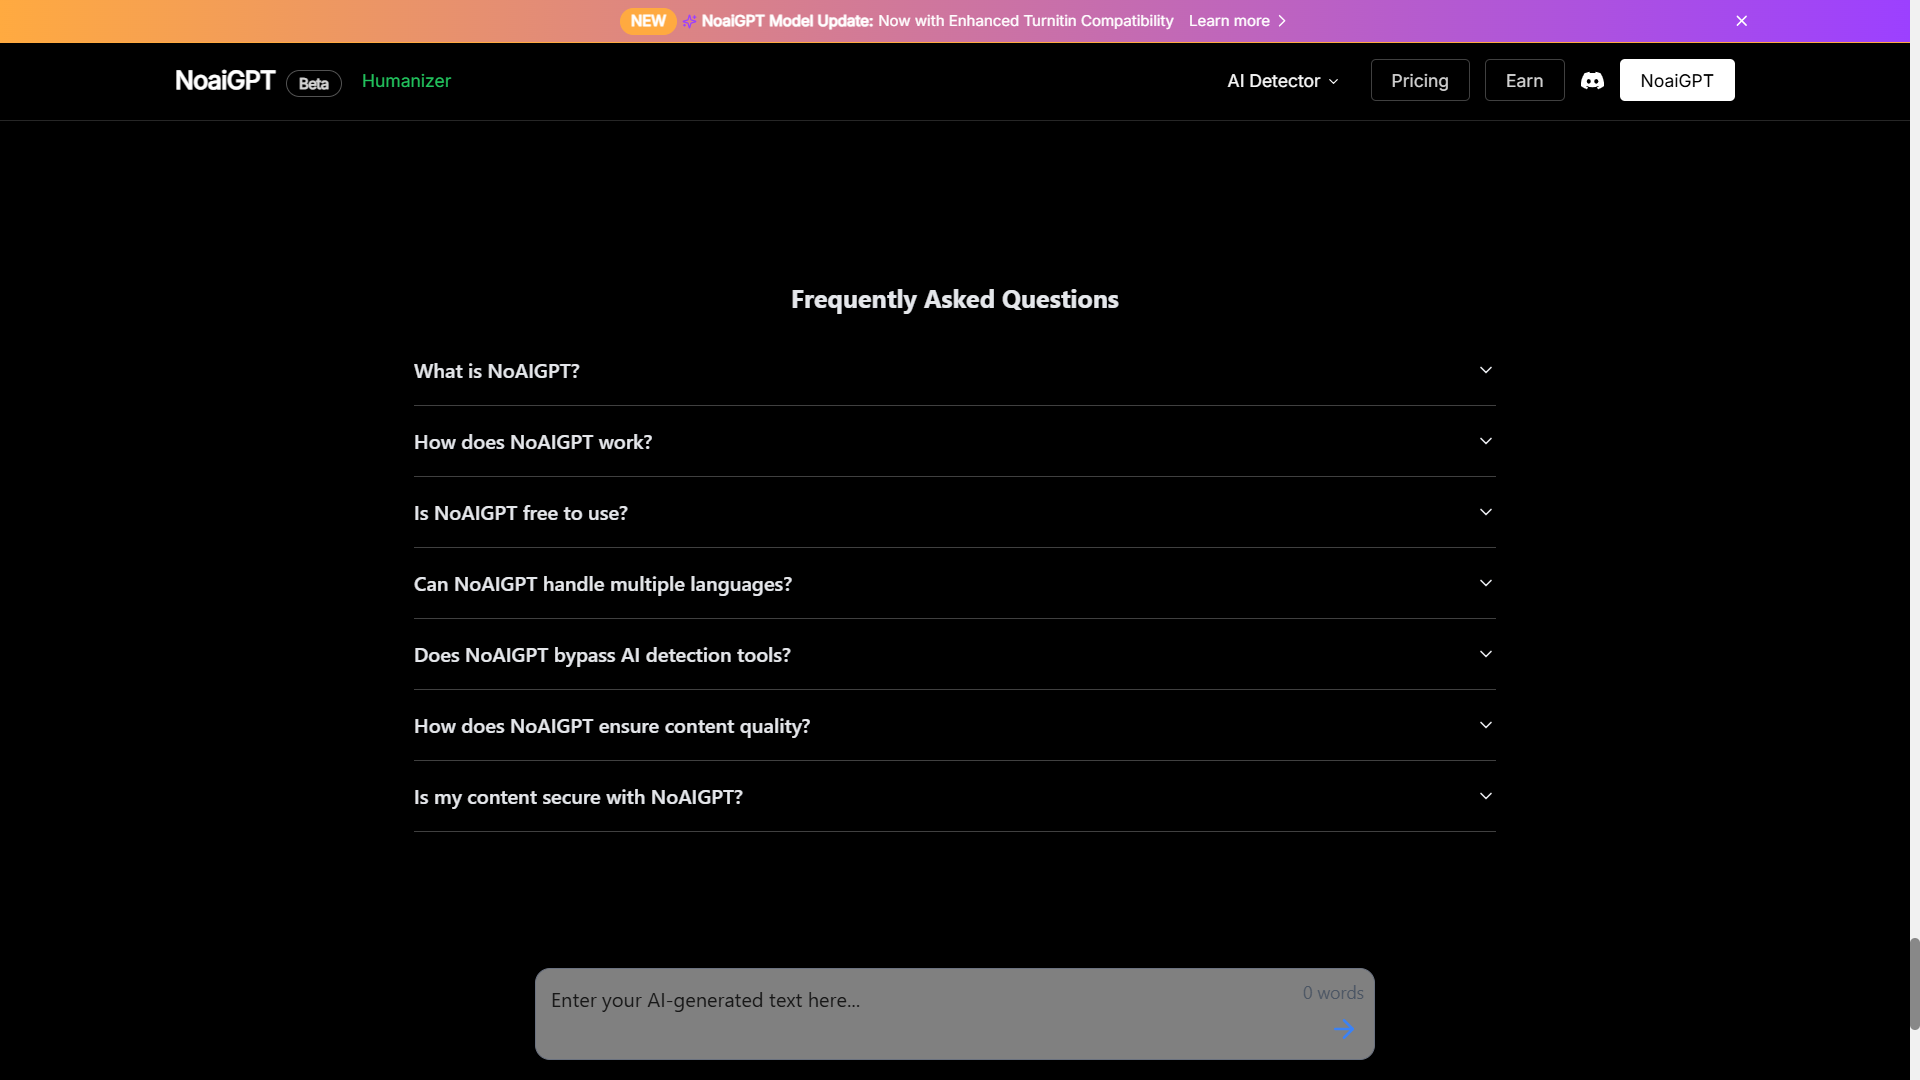 NEW NoaiGPT Model Update: Now with Enhanced Turnitin Compatibility Learn more
NoaiGPT Beta Humanizer AI Detector Pricing Earn NoaiGPT
Frequently Asked Questions
What is NoAIGPT?
How does NoAIGPT work?
Is NoAIGPT free to use?
Can NoAIGPT handle multiple languages?
Does NoAIGPT bypass AI detection tools?
How does NoAIGPT ensure content quality?
Is my content secure with NoAIGPT?
0 words
Enter your AI-generated text here...